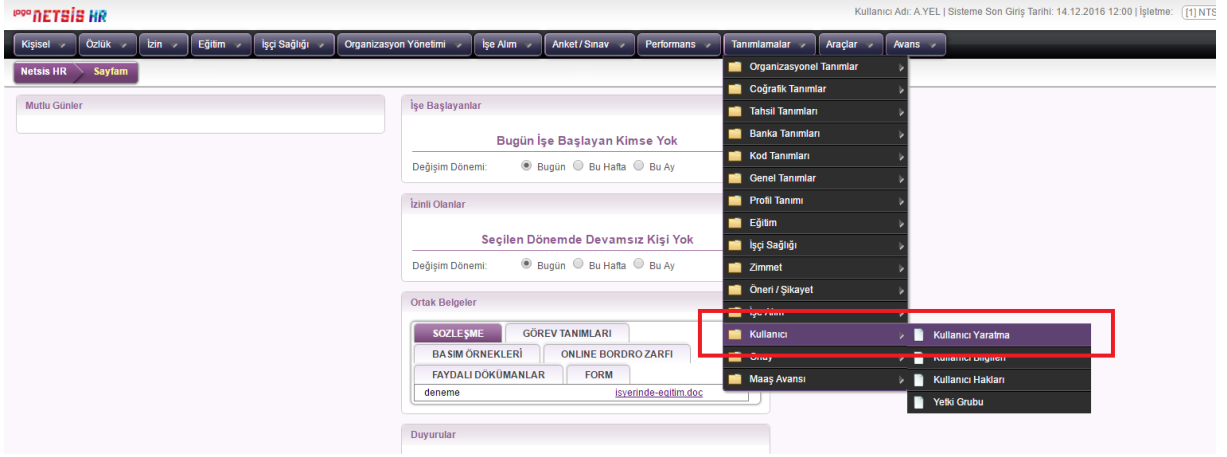 logo NETSİS HR
Kullanıcı Adı: A.YEL | Sisteme Son Giriş Tarihi: 14.12.2016 12:00 | İşletme: [1] NTS
Kişisel Özlük İzin Eğitim İşçi Sağlığı Organizasyon Yönetimi İşe Alım Anket / Sınav Performans Tanımlamalar Araçlar Avans
Netsis HR Sayfam
Mutlu Günler
İşe Başlayanlar
Bugün İşe Başlayan Kimse Yok
Değişim Dönemi: Bugün Bu Hafta Bu Ay
İzinli Olanlar
Seçilen Dönemde Devamsız Kişi Yok
Değişim Dönemi: Bugün Bu Hafta Bu Ay
Ortak Belgeler
SOZLEŞME GÖREV TANIMLARI
BASIM ÖRNEKLERİ ONLINE BORDRO ZARFI
FAYDALI DÖKÜMANLAR FORM
deneme isyerinde-egitim.doc
Duyurular
Organizasyonel Tanımlar
Coğrafik Tanımlar
Tahsil Tanımları
Banka Tanımları
Kod Tanımları
Genel Tanımlar
Profil Tanımı
Eğitim
İşçi Sağlığı
Zimmet
Öneri / Şikayet
İşe Alım
Kullanıcı
Onay
Maaş Avansı
Kullanıcı Yaratma
Kullanıcı Bilgileri
Kullanıcı Hakları
Yetki Grubu